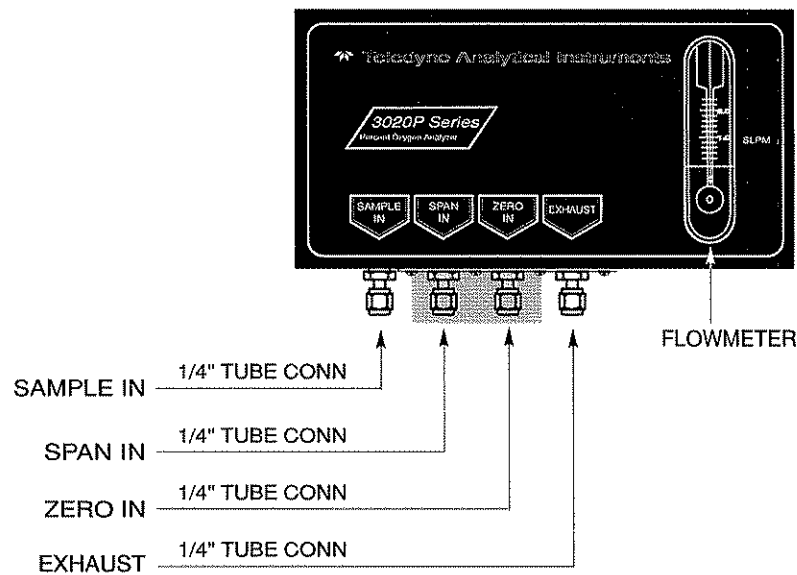 Teledyne Analytical Instruments
3020P Series
Percent Oxygen Analyzer
SLPM
SAMPLE IN
SPAN IN
ZERO IN
EXHAUST
FLOWMETER
SAMPLE IN 1/4" TUBE CONN
SPAN IN 1/4" TUBE CONN
ZERO IN 1/4" TUBE CONN
EXHAUST 1/4" TUBE CONN